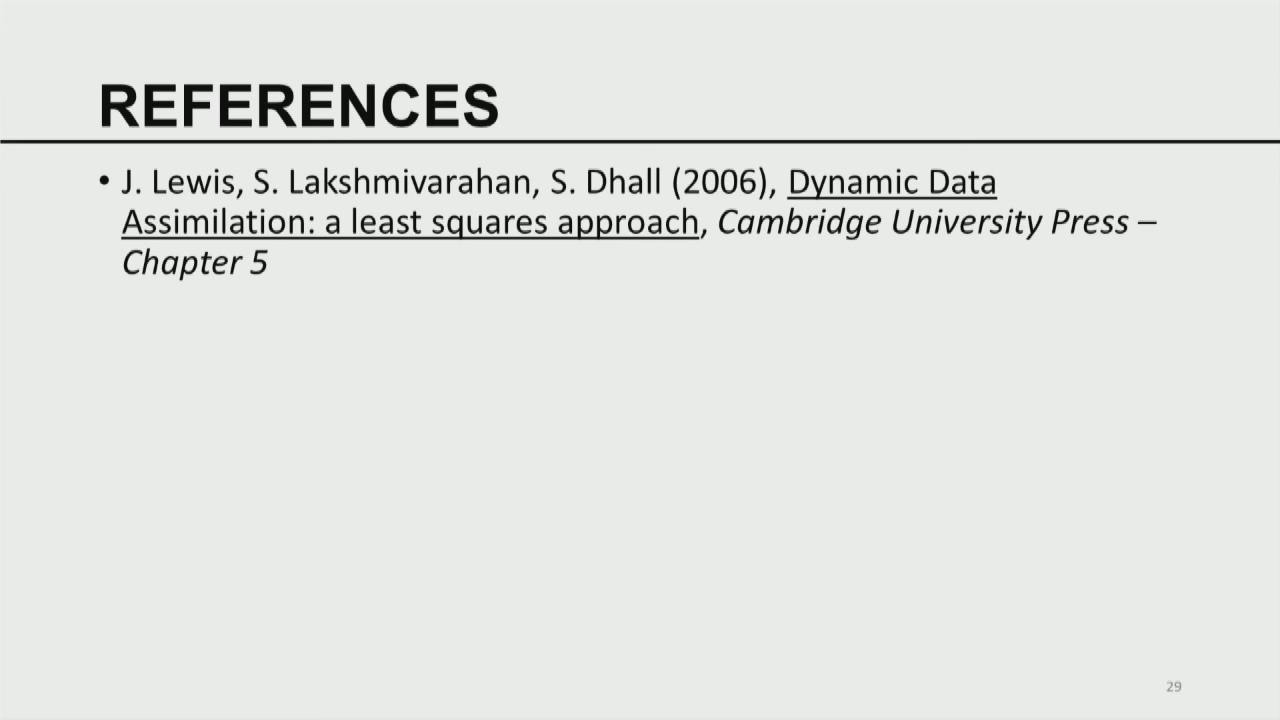 REFERENCES
• J. Lewis, S. Lakshmivarahan, S. Dhall (2006), Dynamic Data
Assimilation: a least squares approach, Cambridge University Press –
Chapter 5
29